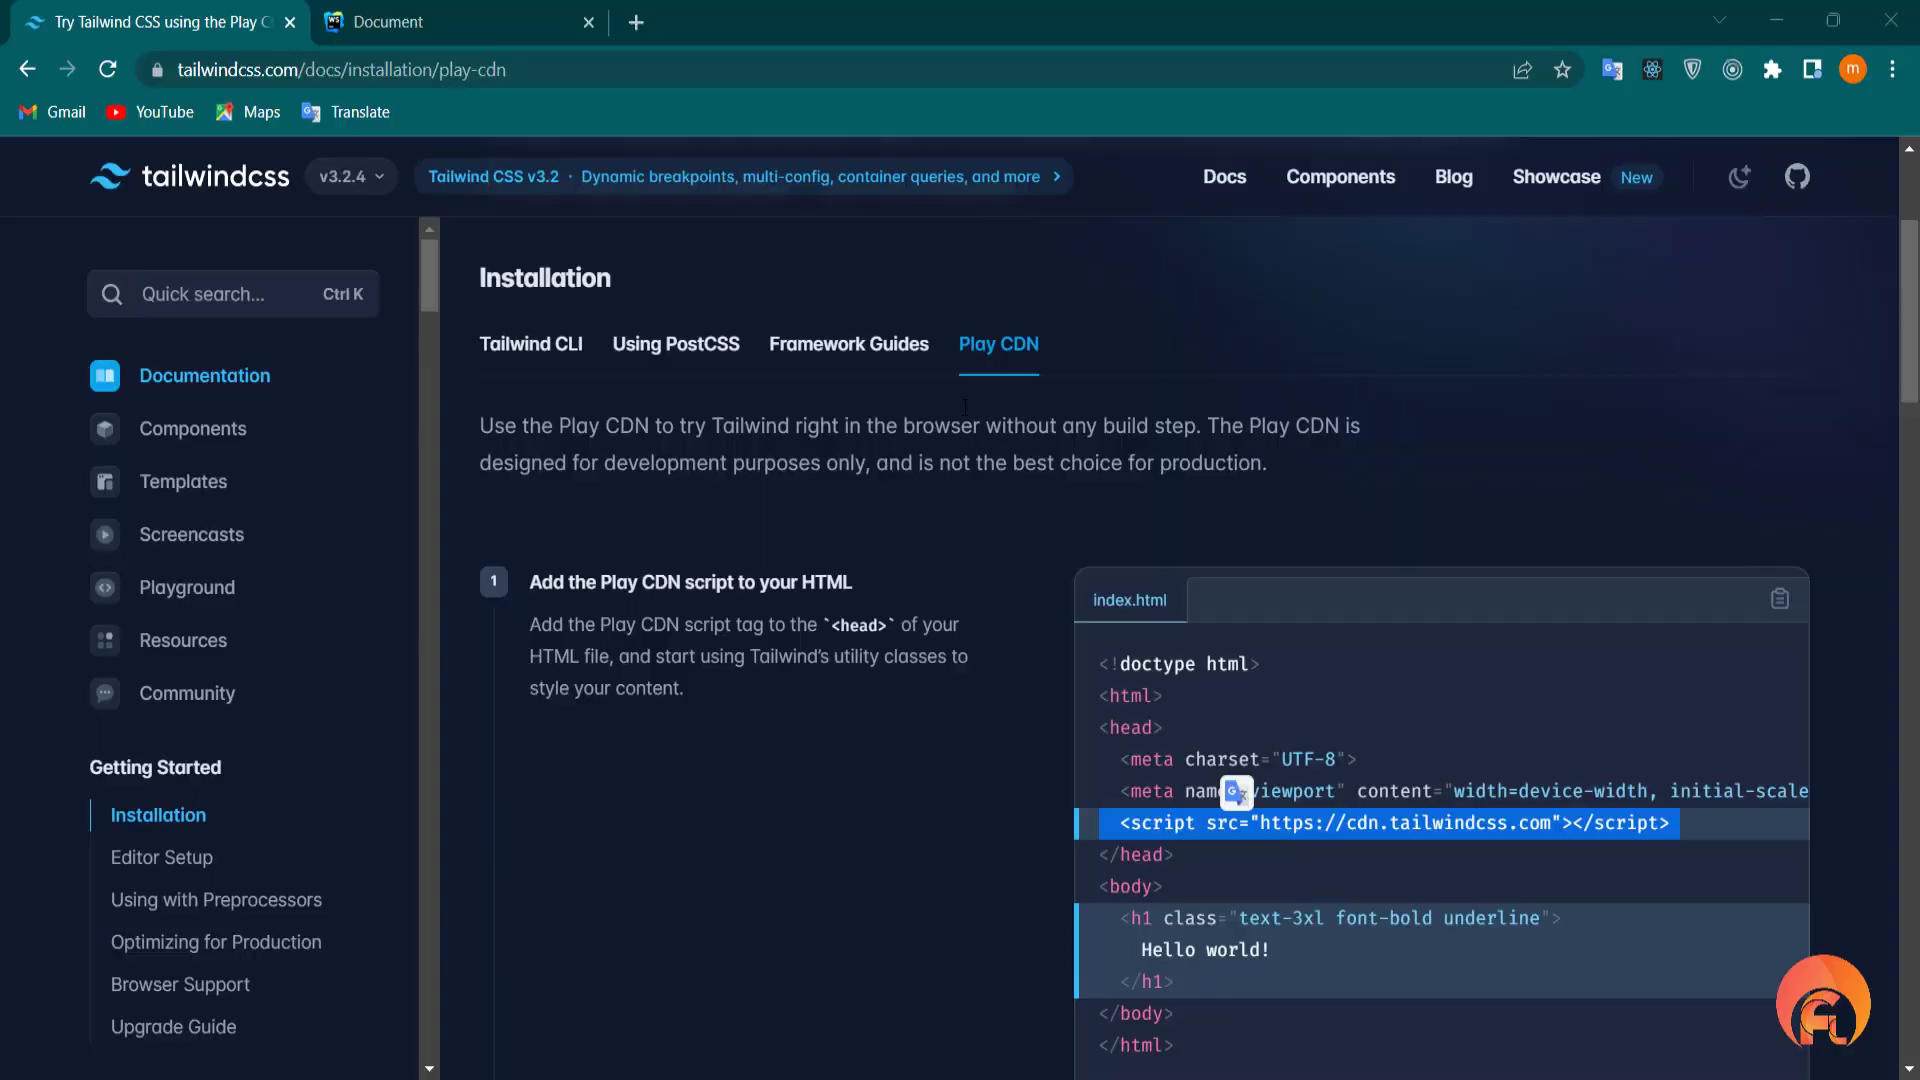 Try Tailwind CSS using the Play C
Document
tailwindcss.com/docs/installation/play-cdn
m
Gmail
YouTube
Maps
Translate
tailwindcss
v3.2.4
Tailwind CSS v3.2 · Dynamic breakpoints, multi-config, container queries, and more
Docs
Components
Blog
Showcase
New
Quick search...
Ctrl K
Documentation
Components
Templates
Screencasts
Playground
Resources
Community
Getting Started
Installation
Editor Setup
Using with Preprocessors
Optimizing for Production
Browser Support
Upgrade Guide
Installation
Tailwind CLI
Using PostCSS
Framework Guides
Play CDN
Use the Play CDN to try Tailwind right in the browser without any build step. The Play CDN is
designed for development purposes only, and is not the best choice for production.
1
Add the Play CDN script to your HTML
Add the Play CDN script tag to the `<head>` of your
HTML file, and start using Tailwind's utility classes to
style your content.
index.html
<!doctype html>
<html>
<head>
<meta charset="UTF-8">
<meta nam viewport" content="width=device-width, initial-scale
<script src="https://cdn.tailwindcss.com"></script>
</head>
<body>
<h1 class="text-3xl font-bold underline">
Hello world!
</h1>
</body>
</html>